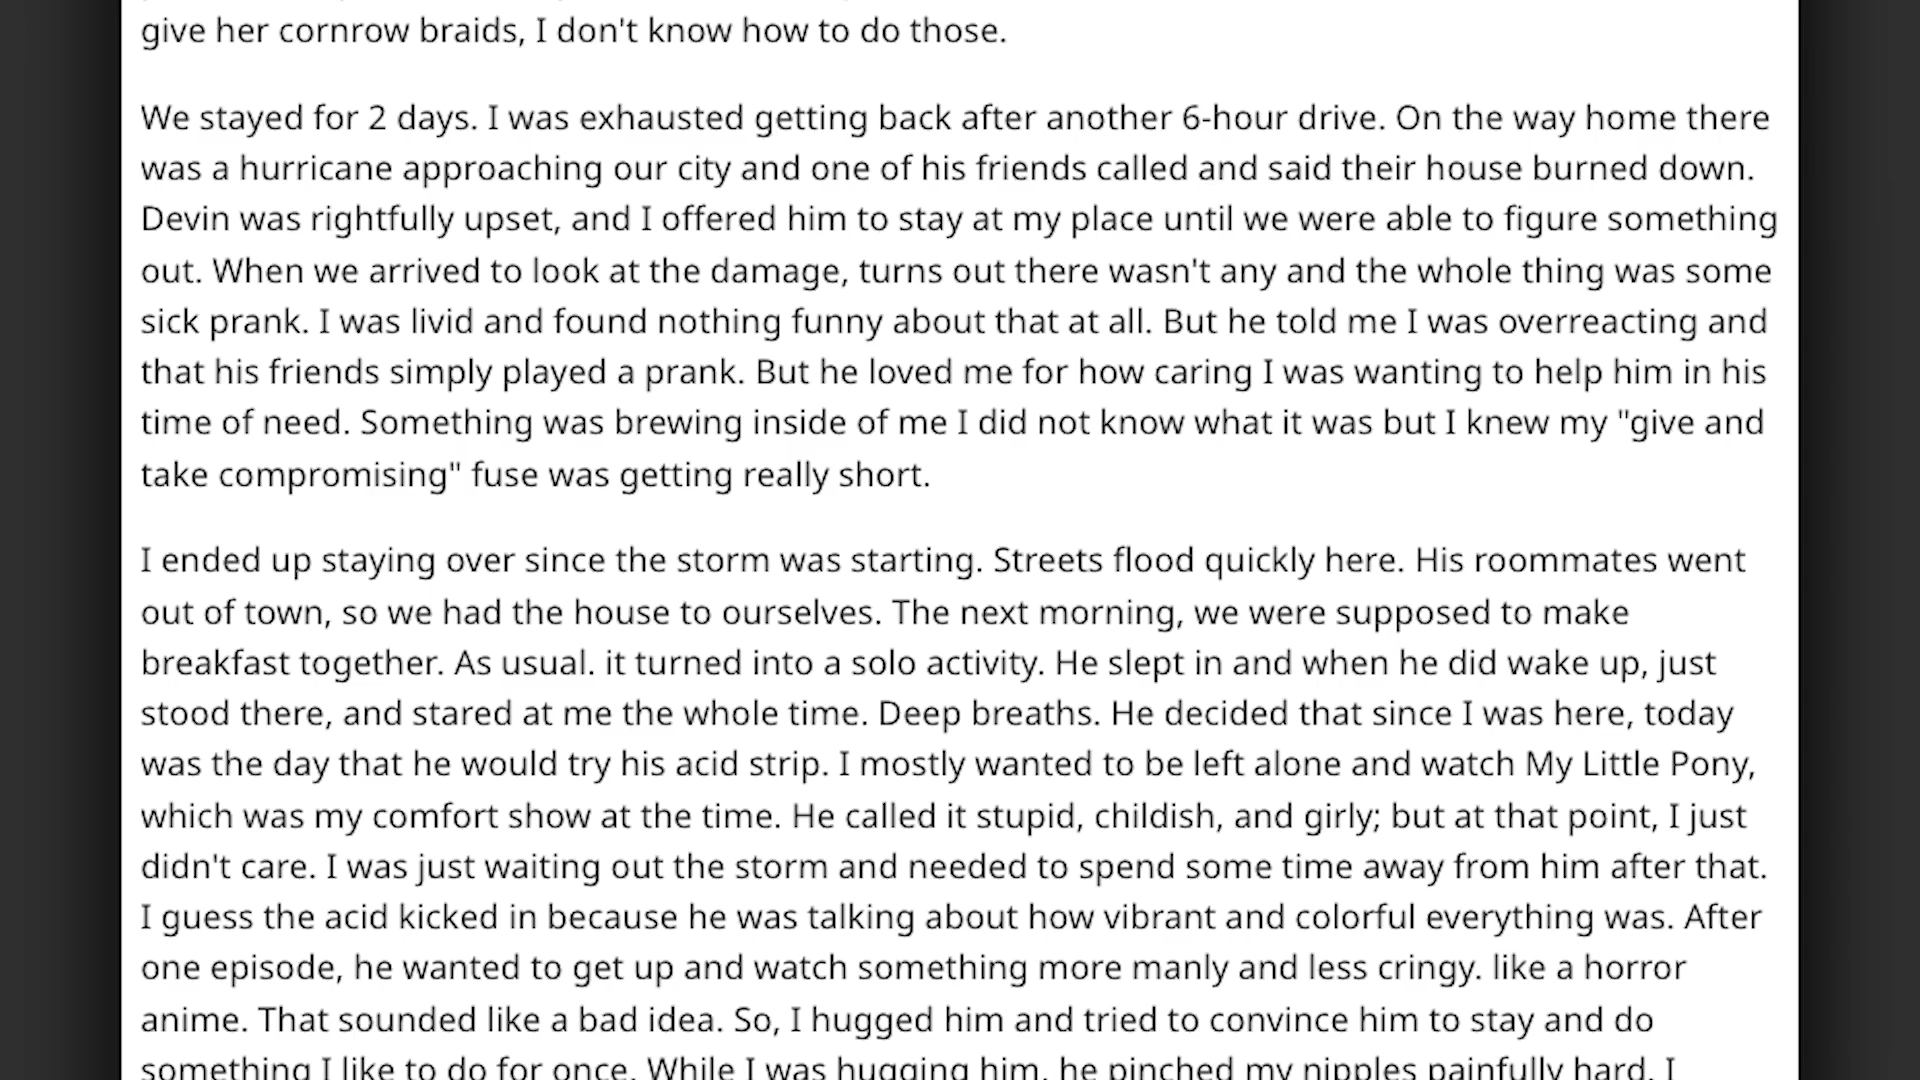 give her cornrow braids, I don't know how to do those.
We stayed for 2 days. I was exhausted getting back after another 6-hour drive. On the way home there
was a hurricane approaching our city and one of his friends called and said their house burned down.
Devin was rightfully upset, and I offered him to stay at my place until we were able to figure something
out. When we arrived to look at the damage, turns out there wasn't any and the whole thing was some
sick prank. I was livid and found nothing funny about that at all. But he told me I was overreacting and
that his friends simply played a prank. But he loved me for how caring I was wanting to help him in his
time of need. Something was brewing inside of me I did not know what it was but I knew my "give and
take compromising" fuse was getting really short.
I ended up staying over since the storm was starting. Streets flood quickly here. His roommates went
out of town, so we had the house to ourselves. The next morning, we were supposed to make
breakfast together. As usual. it turned into a solo activity. He slept in and when he did wake up, just
stood there, and stared at me the whole time. Deep breaths. He decided that since I was here, today
was the day that he would try his acid strip. I mostly wanted to be left alone and watch My Little Pony,
which was my comfort show at the time. He called it stupid, childish, and girly; but at that point, I just
didn't care. I was just waiting out the storm and needed to spend some time away from him after that.
I guess the acid kicked in because he was talking about how vibrant and colorful everything was. After
one episode, he wanted to get up and watch something more manly and less cringy. like a horror
anime. That sounded like a bad idea. So, I hugged him and tried to convince him to stay and do
something I like to do for once. While I was hugging him, he pinched my nipples painfully hard. I